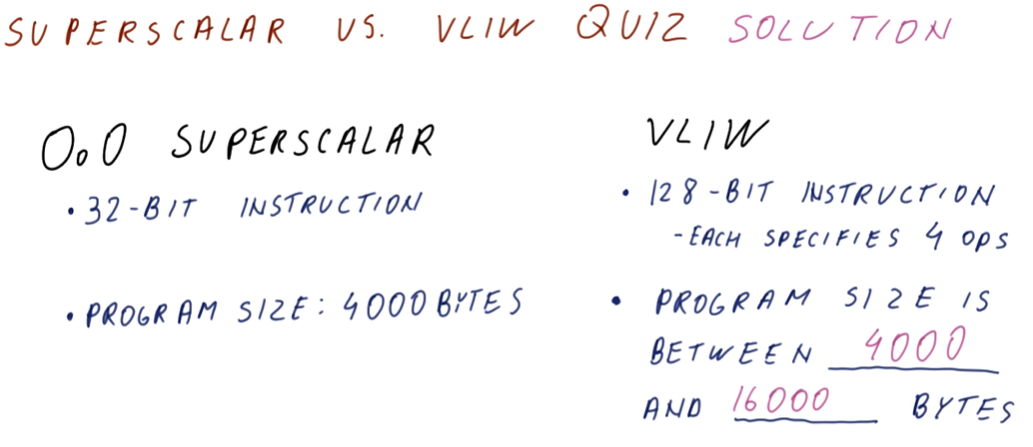 SUPERSCALAR VS. VLIW QUIZ SOLUTION
OoO SUPERSCALAR
• 32-BIT INSTRUCTION
• PROGRAM SIZE: 4000 BYTES
VLIW
• 128-BIT INSTRUCTION
- EACH SPECIFIES 4 OPS
• PROGRAM SIZE IS
BETWEEN 4000
AND 16000 BYTES